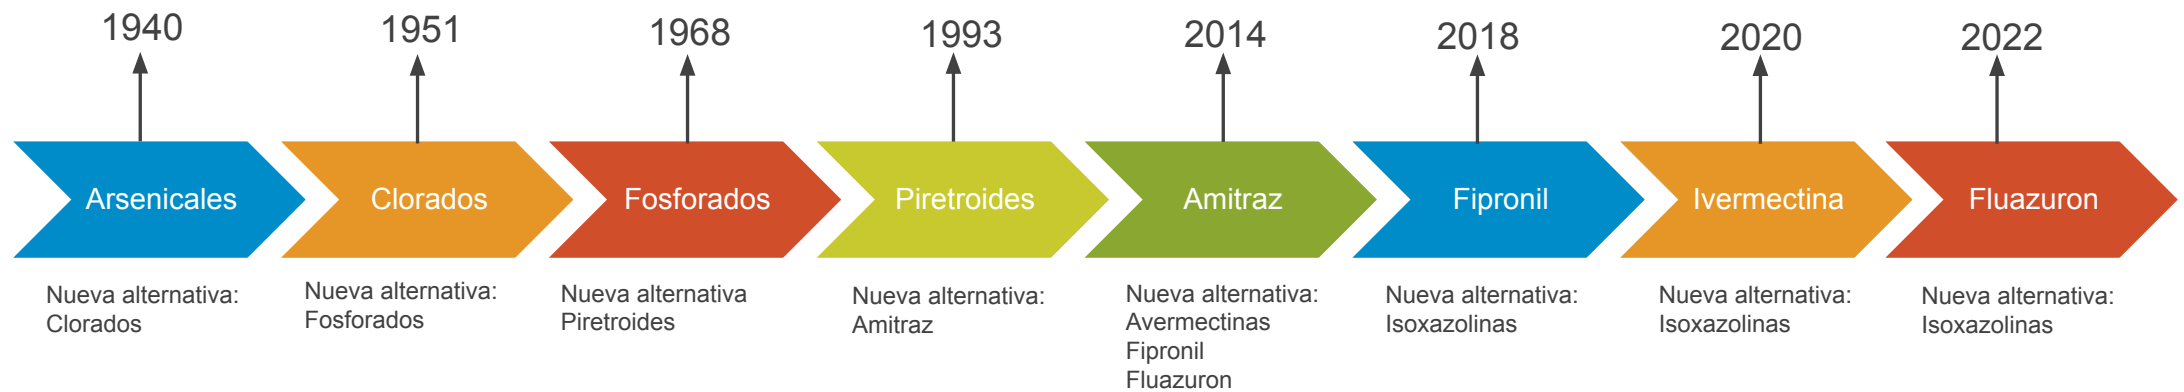 1940
1951
1968
1993
2014
2018
2020
2022
Arsenicales
Clorados
Fosforados
Piretroides
Amitraz
Fipronil
Ivermectina
Fluazuron
Nueva alternativa:
Clorados
Nueva alternativa:
Fosforados
Nueva alternativa
Piretroides
Nueva alternativa:
Amitraz
Nueva alternativa:
Avermectinas
Fipronil
Fluazuron
Nueva alternativa:
Isoxazolinas
Nueva alternativa:
Isoxazolinas
Nueva alternativa:
Isoxazolinas